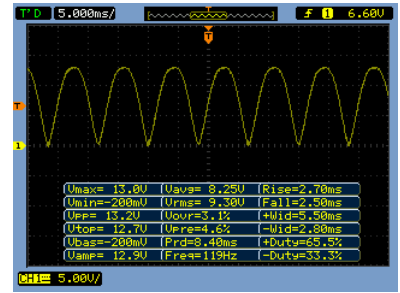 T'D 5.000ms/ T f 1 6.60V
T
T
1
Vmax= 13.0V Vavg= 8.25V Rise=2.70ms
Vmin=-200mV Vrms= 9.30V Fall=2.50ms
Vpp= 13.2V Vovr=3.1% +Wid=5.50ms
Vtop= 12.7V Vpre=4.6% -Wid=2.80ms
Vbas=-200mV Prd=8.40ms +Duty=65.5%
Vamp= 12.9V Freq=119Hz -Duty=33.3%
CH1 5.00V/